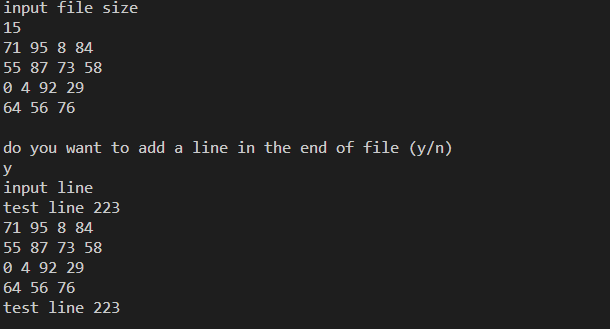 input file size
15
71 95 8 84
55 87 73 58
0 4 92 29
64 56 76
do you want to add a line in the end of file (y/n)
y
input line
test line 223
71 95 8 84
55 87 73 58
0 4 92 29
64 56 76
test line 223